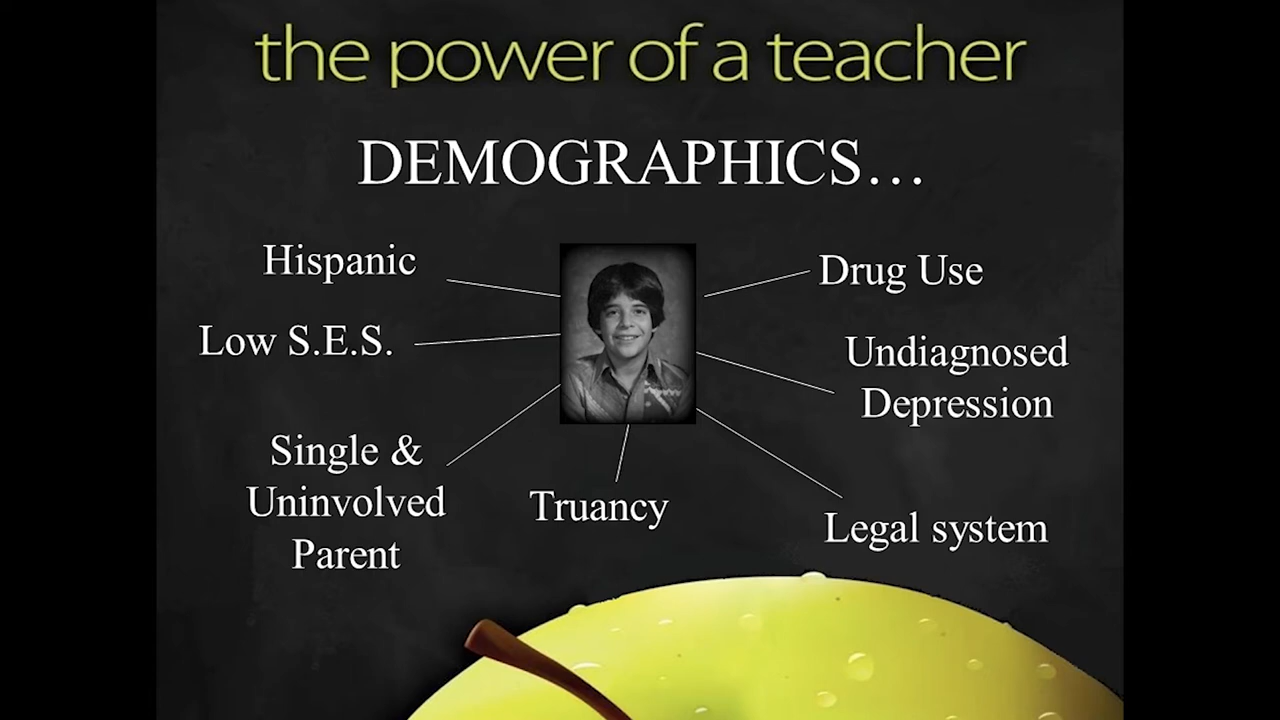 the power of a teacher
DEMOGRAPHICS…
Hispanic
Low S.E.S.
Single &
Uninvolved
Parent
Truancy
Drug Use
Undiagnosed
Depression
Legal system